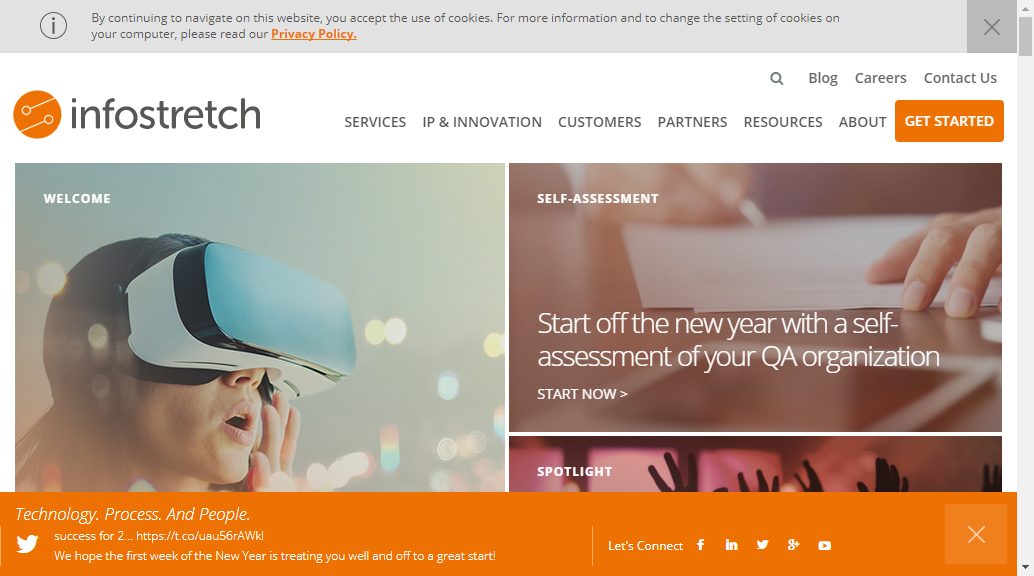 By continuing to navigate on this website, you accept the use of cookies. For more information and to change the setting of cookies on
your computer, please read our Privacy Policy.
Blog Careers Contact Us
infostretch
SERVICES IP & INNOVATION CUSTOMERS PARTNERS RESOURCES ABOUT GET STARTED
WELCOME
SELF-ASSESSMENT
Start off the new year with a self-
assessment of your QA organization
START NOW >
SPOTLIGHT
Technology. Process. And People.
success for 2... https://t.co/uau56rAWkl
We hope the first week of the New Year is treating you well and off to a great start!
Let's Connect